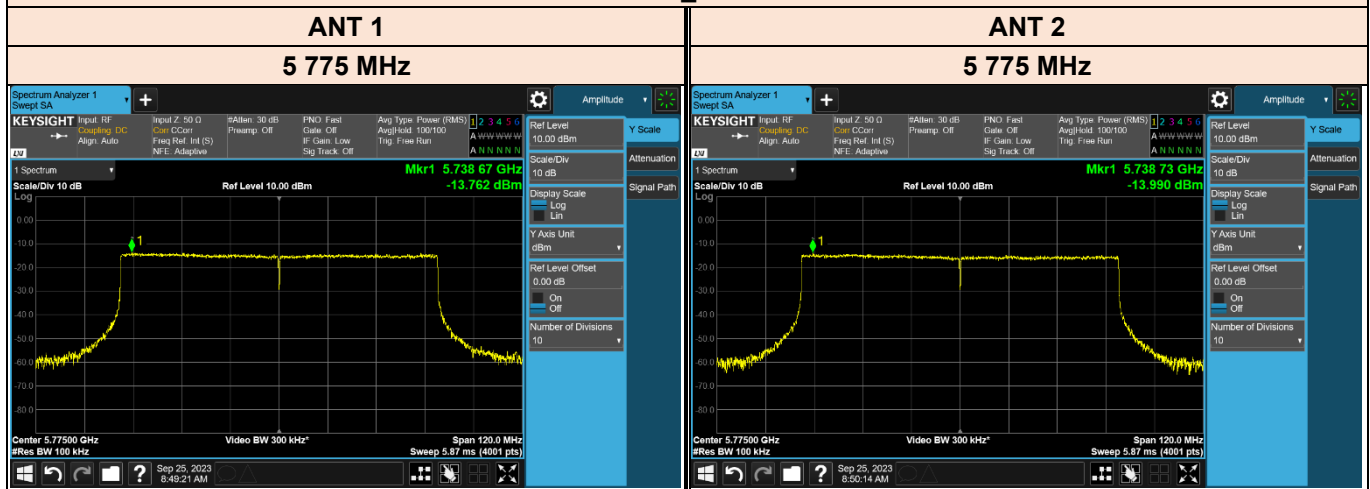 ANT 1
ANT 2
5 775 MHz
5 775 MHz
Spectrum Analyzer 1
Swept SA
+
Amplitude
KEYSIGHT
Input: RF
Coupling: DC
Align: Auto
Input Z: 50 Ω
Corr CCorr
Freq Ref: Int (S)
NFE: Adaptive
#Atten: 30 dB
Preamp: Off
PNO: Fast
Gate: Off
IF Gain: Low
Sig Track: Off
Avg Type: Power (RMS)
Avg|Hold: 100/100
Trig: Free Run
1 2 3 4 5 6
A W W W W W
A N N N N N
LXI
1 Spectrum
Mkr1 5.738 67 GHz
Scale/Div 10 dB
Ref Level 10.00 dBm
-13.762 dBm
Log
0.00
-10.0
-20.0
-30.0
-40.0
-50.0
-60.0
-70.0
-80.0
1
Center 5.77500 GHz
Video BW 300 kHz*
Span 120.0 MHz
#Res BW 100 kHz
Sweep 5.87 ms (4001 pts)
Ref Level
10.00 dBm
Scale/Div
10 dB
Display Scale
Log
Lin
Y Axis Unit
dBm
Ref Level Offset
0.00 dB
On
Off
Number of Divisions
10
Y Scale
Attenuation
Signal Path
?
Sep 25, 2023
8:49:21 AM
Spectrum Analyzer 1
Swept SA
+
Amplitude
KEYSIGHT
Input: RF
Coupling: DC
Align: Auto
Input Z: 50 Ω
Corr CCorr
Freq Ref: Int (S)
NFE: Adaptive
#Atten: 30 dB
Preamp: Off
PNO: Fast
Gate: Off
IF Gain: Low
Sig Track: Off
Avg Type: Power (RMS)
Avg|Hold: 100/100
Trig: Free Run
1 2 3 4 5 6
A W W W W W
A N N N N N
LXI
1 Spectrum
Mkr1 5.738 73 GHz
Scale/Div 10 dB
Ref Level 10.00 dBm
-13.990 dBm
Log
0.00
-10.0
-20.0
-30.0
-40.0
-50.0
-60.0
-70.0
-80.0
1
Center 5.77500 GHz
Video BW 300 kHz*
Span 120.0 MHz
#Res BW 100 kHz
Sweep 5.87 ms (4001 pts)
Ref Level
10.00 dBm
Scale/Div
10 dB
Display Scale
Log
Lin
Y Axis Unit
dBm
Ref Level Offset
0.00 dB
On
Off
Number of Divisions
10
Y Scale
Attenuation
Signal Path
?
Sep 25, 2023
8:50:14 AM